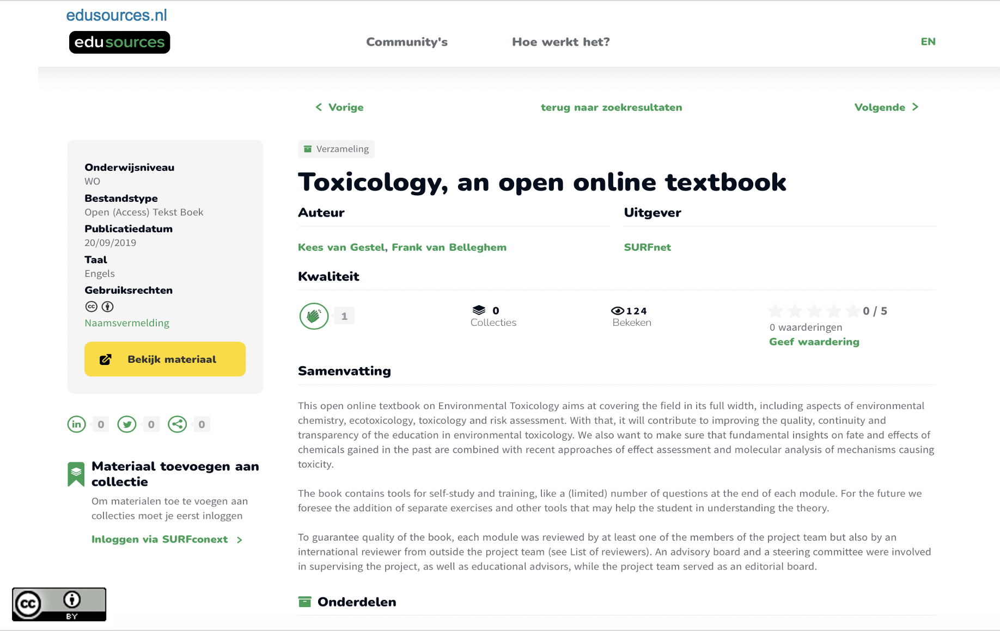 edusources.nl
edusources
Community's
Hoe werkt het?
EN
Vorige
terug naar zoekresultaten
Volgende
Onderwijsniveau
WO
Bestandstype
Open (Access) Tekst Boek
Publicatiedatum
20/09/2019
Taal
Engels
Gebruiksrechten
cc
Naamsvermelding
Bekijk materiaal
in
0
0
0
Materiaal toevoegen aan
collectie
Om materialen toe te voegen aan
collecties moet je eerst inloggen
Inloggen via SURFconext
Verzameling
Toxicology, an open online textbook
Auteur
Uitgever
Kees van Gestel, Frank van Belleghem
SURFnet
Kwaliteit
1
0
Collecties
124
Bekeken
0 / 5
0 waarderingen
Geef waardering
Samenvatting
This open online textbook on Environmental Toxicology aims at covering the field in its full width, including aspects of environmental
chemistry, ecotoxicology, toxicology and risk assessment. With that, it will contribute to improving the quality, continuity and
transparency of the education in environmental toxicology. We also want to make sure that fundamental insights on fate and effects of
chemicals gained in the past are combined with recent approaches of effect assessment and molecular analysis of mechanisms causing
toxicity.
The book contains tools for self-study and training, like a (limited) number of questions at the end of each module. For the future we
foresee the addition of separate exercises and other tools that may help the student in understanding the theory.
To guarantee quality of the book, each module was reviewed by at least one of the members of the project team but also by an
international reviewer from outside the project team (see List of reviewers). An advisory board and a steering committee were involved
in supervising the project, as well as educational advisors, while the project team served as an editorial board.
Onderdelen
cc
BY